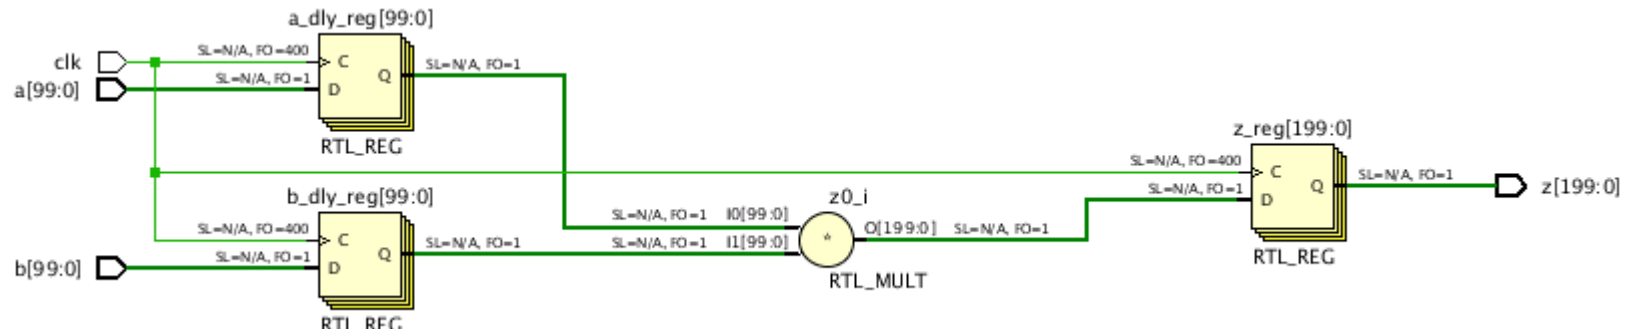 a_dly_reg[99:0]
clk
SL=N/A, FO=400
C
a[99:0]
SL=N/A, FO=1
D
Q
SL=N/A, FO=1
RTL_REG
b_dly_reg[99:0]
SL=N/A, FO=400
C
b[99:0]
SL=N/A, FO=1
D
Q
SL=N/A, FO=1
RTL_REG
z0_i
SL=N/A, FO=1
I0[99:0]
SL=N/A, FO=1
I1[99:0]
*
O[199:0]
SL=N/A, FO=1
RTL_MULT
z_reg[199:0]
SL=N/A, FO=400
C
SL=N/A, FO=1
D
Q
SL=N/A, FO=1
z[199:0]
RTL_REG